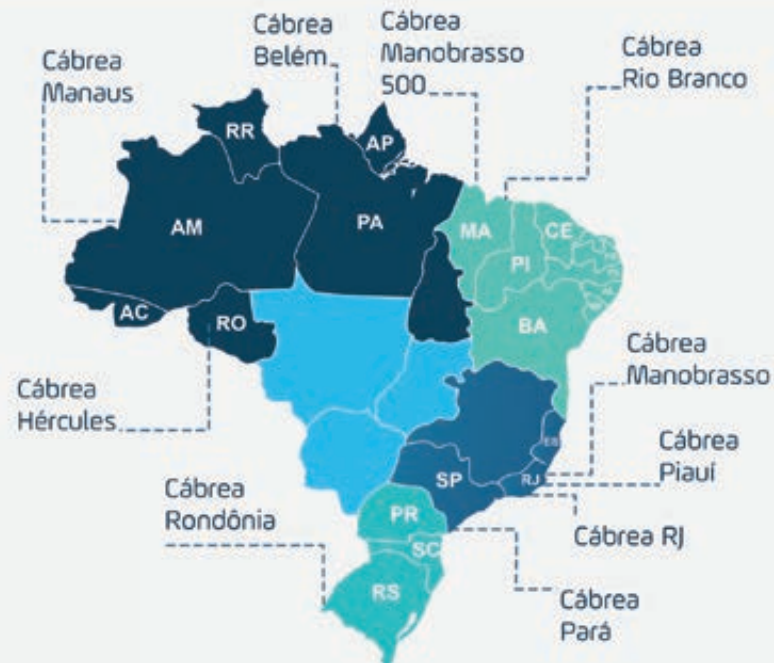 Cábrea
Belém
Cábrea
Manobrasso
500
Cábrea
Rio Branco
Cábrea
Manaus
RR
AP
AM
PA
MA
CE
PI
AC
RO
BA
Cábrea
Manobrasso
Cábrea
Hércules
ES
Cábrea
Piauí
SP
RJ
Cábrea
Rondônia
PR
Cábrea RJ
SC
RS
Cábrea
Pará